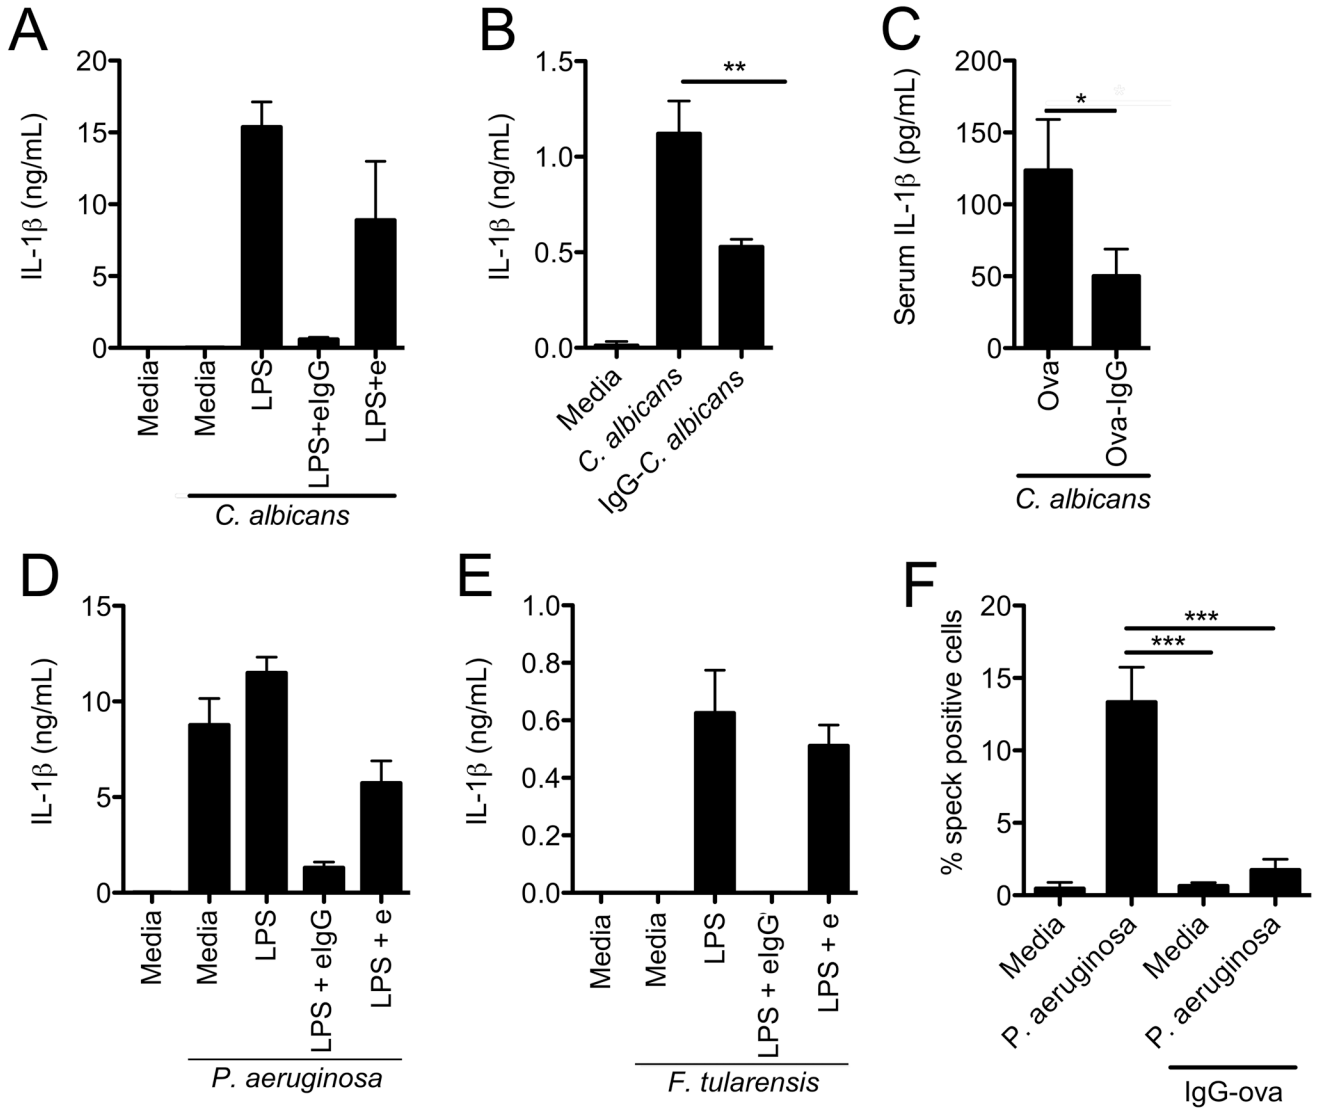 A
IL-1β (ng/mL)
20
15
10
5
0
Media
Media
LPS
LPS+eIgG
LPS+e
C. albicans
B
IL-1β (ng/mL)
1.5
1.0
0.5
0.0
**
Media
C. albicans
IgG-C. albicans
C
Serum IL-1β (pg/mL)
200
150
100
50
0
*
*
Ova
Ova-IgG
C. albicans
D
IL-1β (ng/mL)
15
10
5
0
Media
Media
LPS
LPS + eIgG
LPS + e
P. aeruginosa
E
IL-1β (ng/mL)
1.0
0.8
0.6
0.4
0.2
0.0
Media
Media
LPS
LPS + eIgG
LPS + e
F. tularensis
F
% speck positive cells
20
15
10
5
0
***
***
Media
P. aeruginosa
Media
P. aeruginosa
IgG-ova